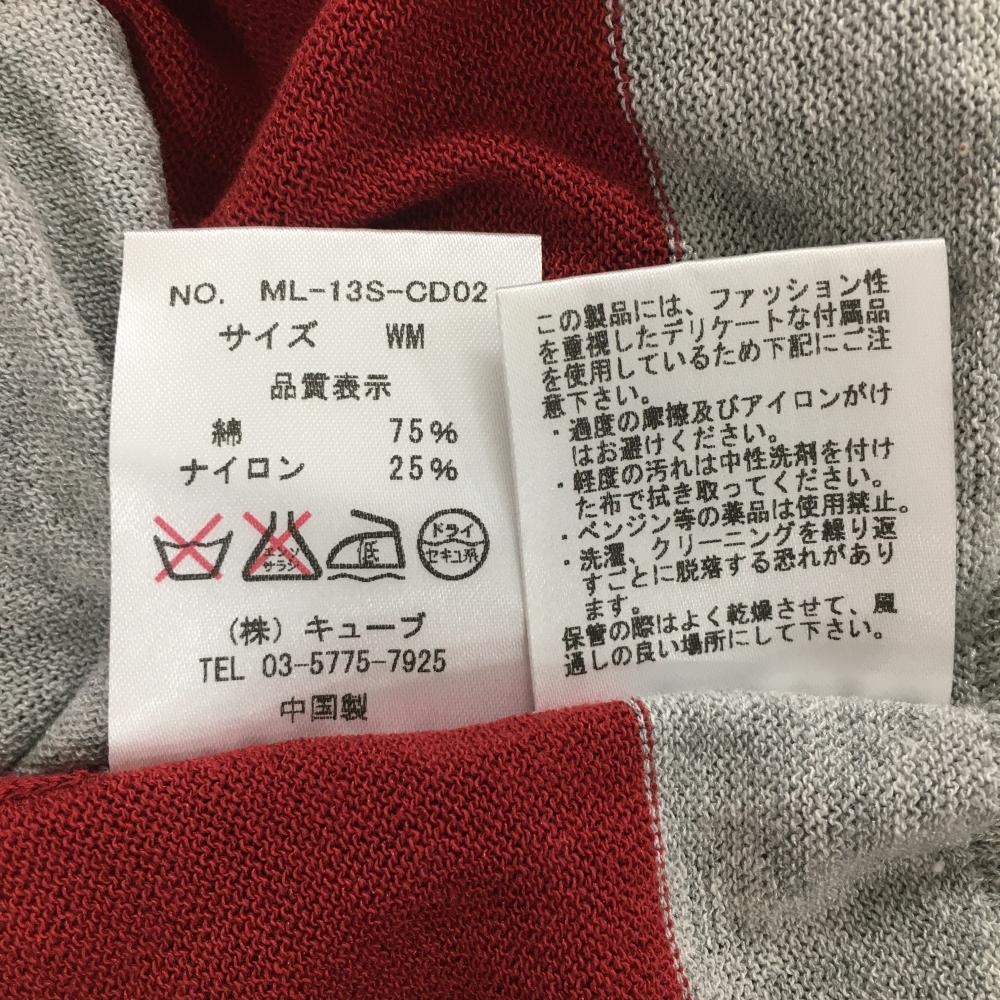 NO. ML-13S-CD02
サイズ WM
品質表示
綿 75%
ナイロン 25%
エンソ
サラシ
低
ドライ
セキユ系
(株)キューブ
TEL 03-5775-7925
中国製
この製品には、ファッション性
を重視したデリケートな付属品
を使用しているため下記にご注
意下さい。
・過度の摩擦及びアイロンがけ
はお避けください。
・軽度の汚れは中性洗剤を付け
た布で拭き取ってください。
・ベンジン等の薬品は使用禁止。
・洗濯、クリーニングを繰り返
すごとに脱落する恐れがあり
ます。
保管の際はよく乾燥させて、風
通しの良い場所にして下さい。